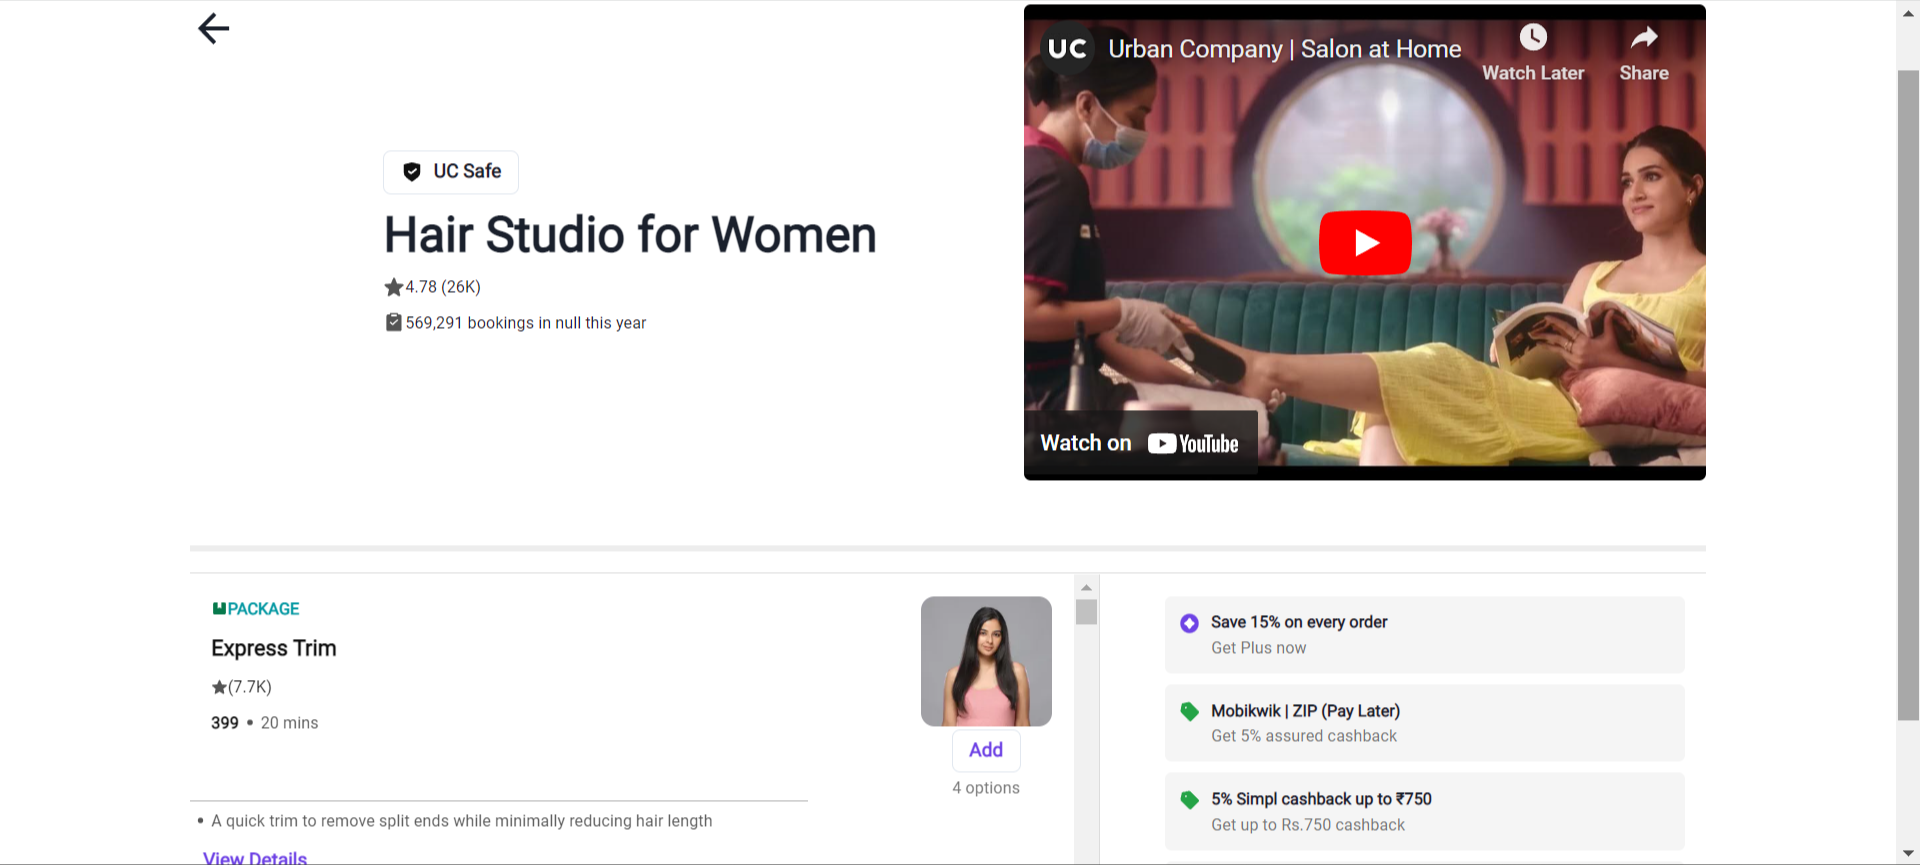 UC Safe
Hair Studio for Women
4.78 (26K)
569,291 bookings in null this year
UC Urban Company | Salon at Home
Watch Later
Share
Watch on YouTube
PACKAGE
Express Trim
(7.7K)
399 • 20 mins
Add
4 options
• A quick trim to remove split ends while minimally reducing hair length
View Details
Save 15% on every order
Get Plus now
Mobikwik | ZIP (Pay Later)
Get 5% assured cashback
5% Simpl cashback up to ₹750
Get up to Rs.750 cashback